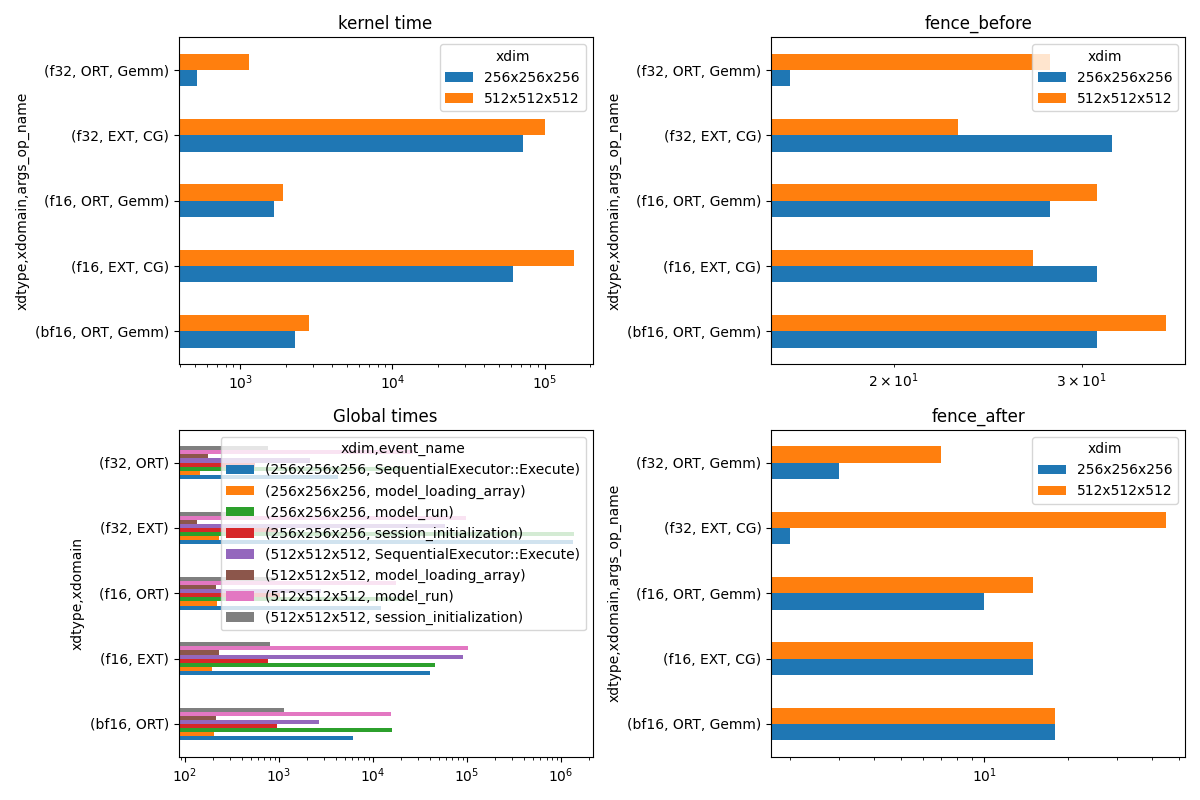 kernel time
xdtype,xdomain,args_op_name
(f32, ORT, Gemm)
(f32, EXT, CG)
(f16, ORT, Gemm)
(f16, EXT, CG)
(bf16, ORT, Gemm)
xdim
256x256x256
512x512x512
10³
10⁴
10⁵
fence_before
xdtype,xdomain,args_op_name
(f32, ORT, Gemm)
(f32, EXT, CG)
(f16, ORT, Gemm)
(f16, EXT, CG)
(bf16, ORT, Gemm)
xdim
256x256x256
512x512x512
2 × 10¹
3 × 10¹
Global times
xdtype,xdomain
(f32, ORT)
(f32, EXT)
(f16, ORT)
(f16, EXT)
(bf16, ORT)
xdim,event_name
(256x256x256, SequentialExecutor::Execute)
(256x256x256, model_loading_array)
(256x256x256, model_run)
(256x256x256, session_initialization)
(512x512x512, SequentialExecutor::Execute)
(512x512x512, model_loading_array)
(512x512x512, model_run)
(512x512x512, session_initialization)
10²
10³
10⁴
10⁵
10⁶
fence_after
xdtype,xdomain,args_op_name
(f32, ORT, Gemm)
(f32, EXT, CG)
(f16, ORT, Gemm)
(f16, EXT, CG)
(bf16, ORT, Gemm)
xdim
256x256x256
512x512x512
10¹